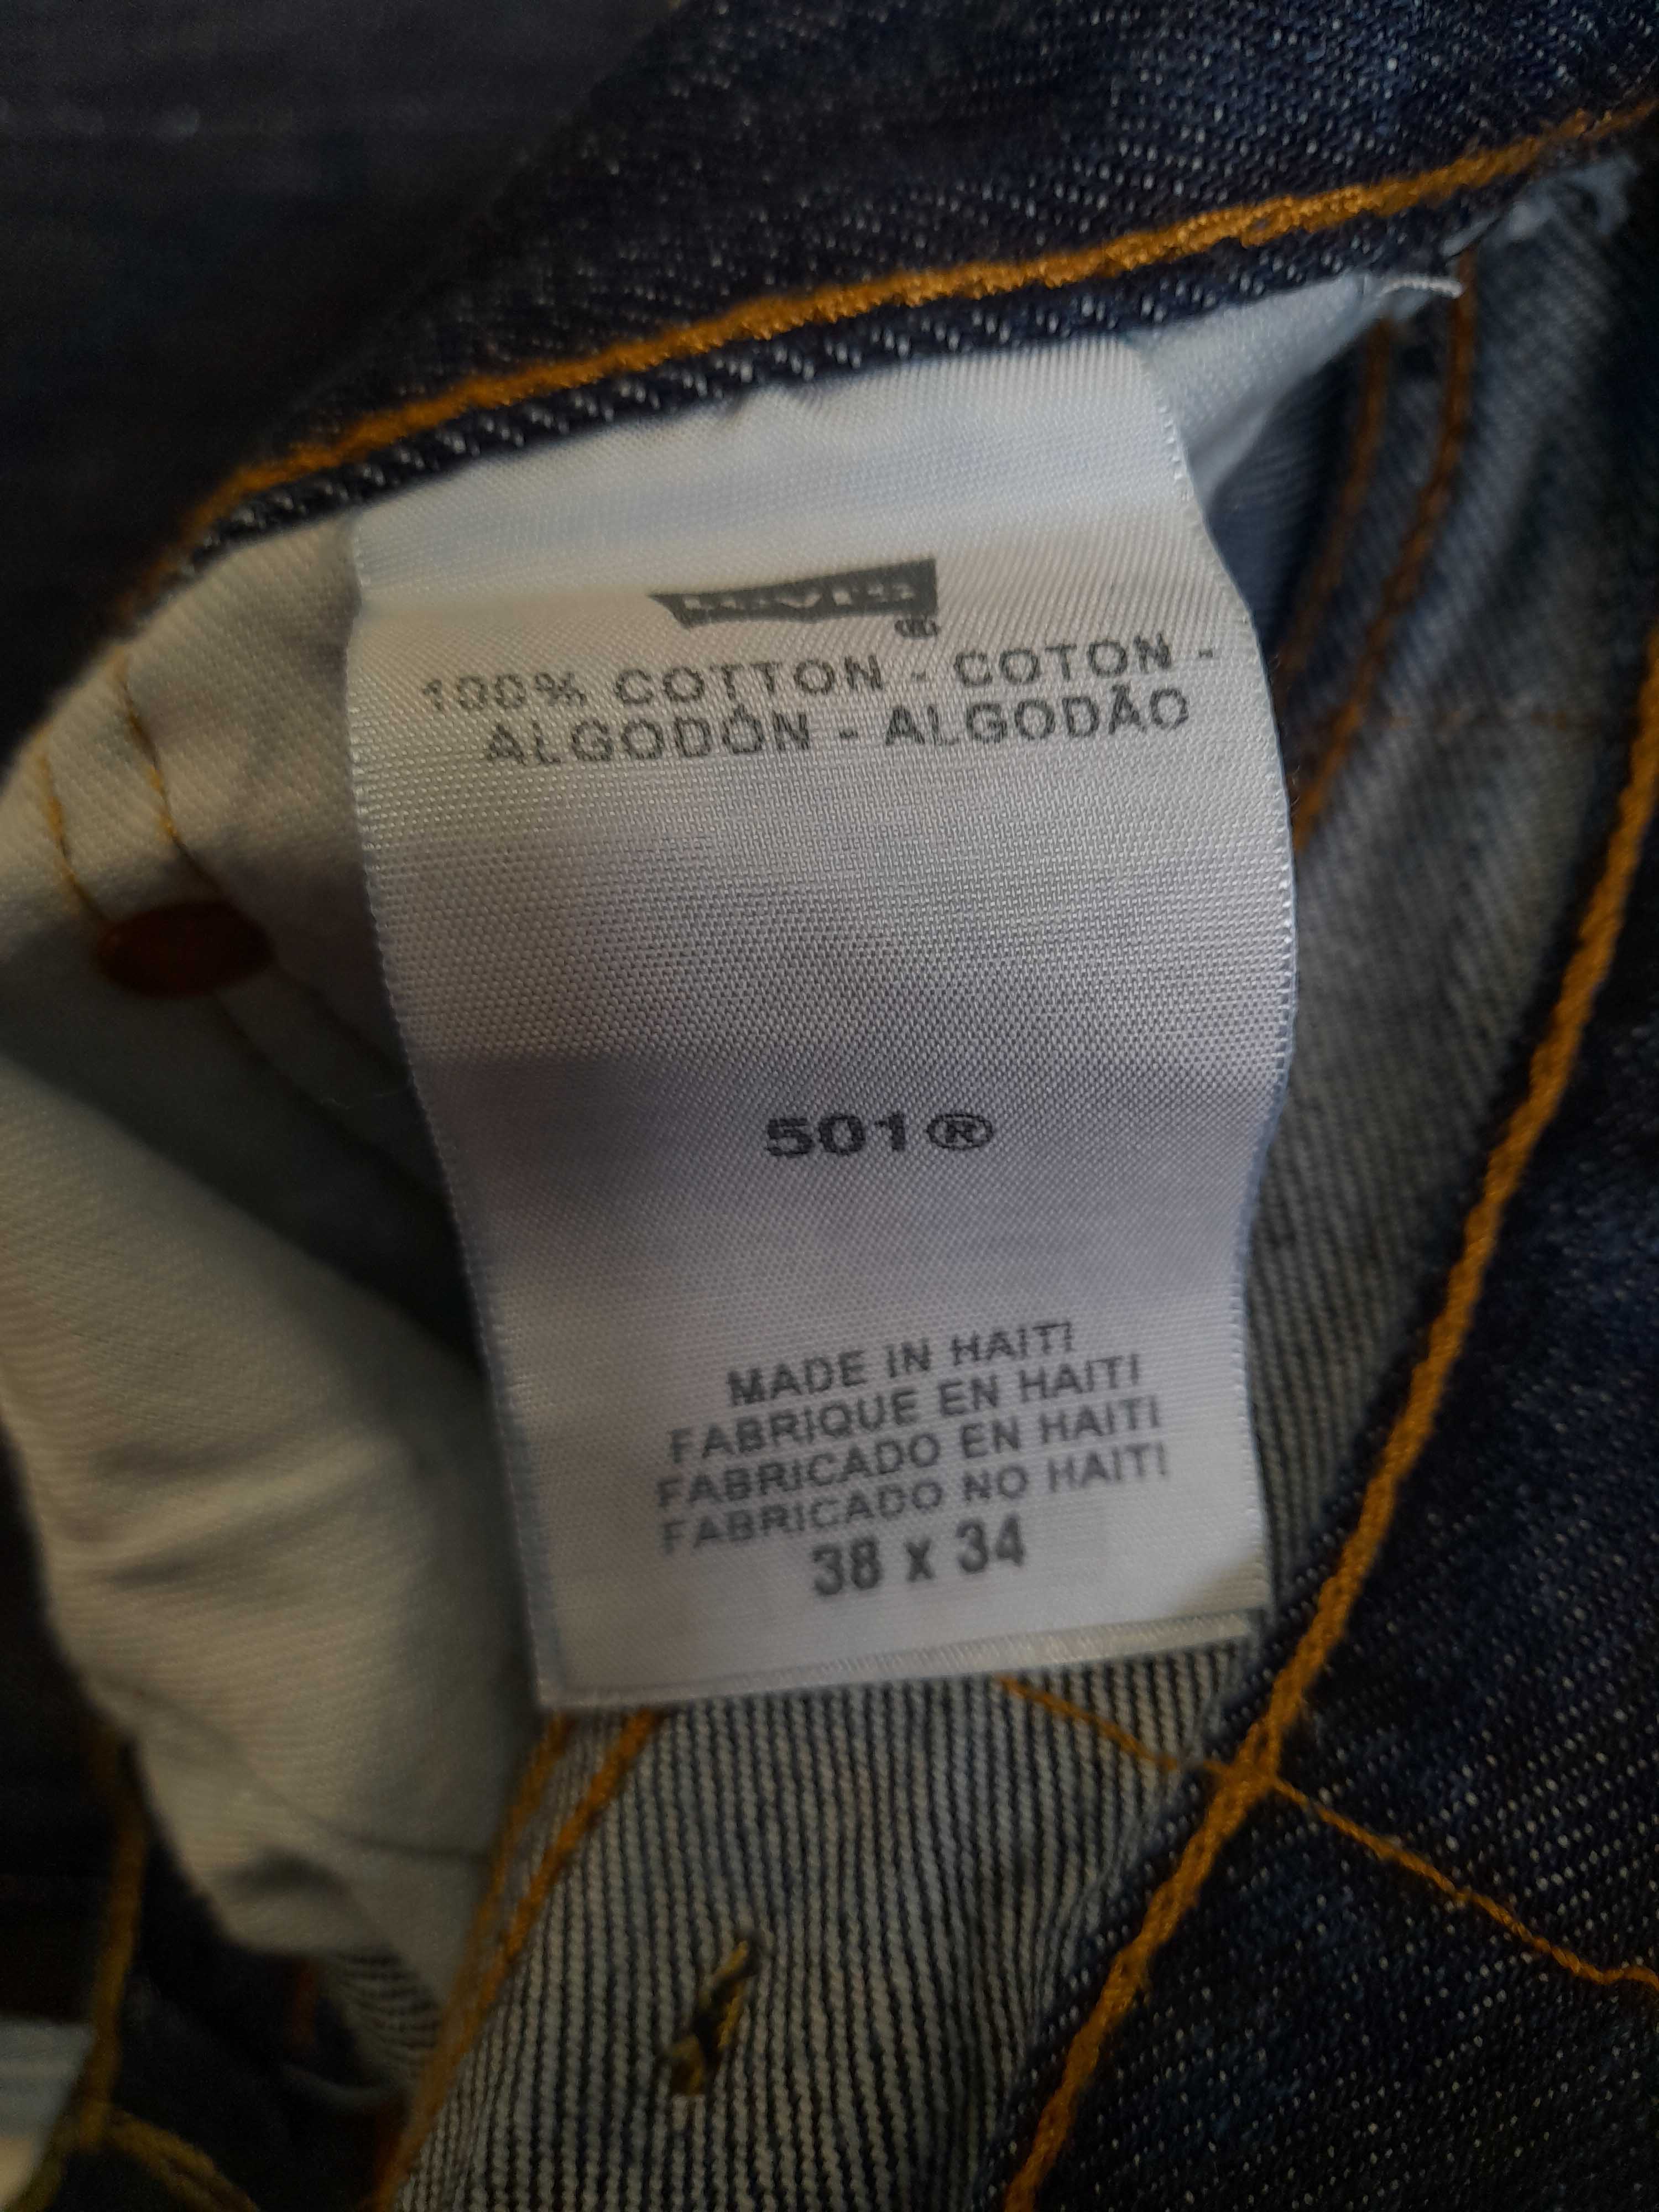 Levi's
®
100% COTTON - COTON -
ALGODÓN - ALGODÃO
501®
MADE IN HAITI
FABRIQUE EN HAITI
FABRICADO EN HAITI
FABRICADO NO HAITI
38 x 34